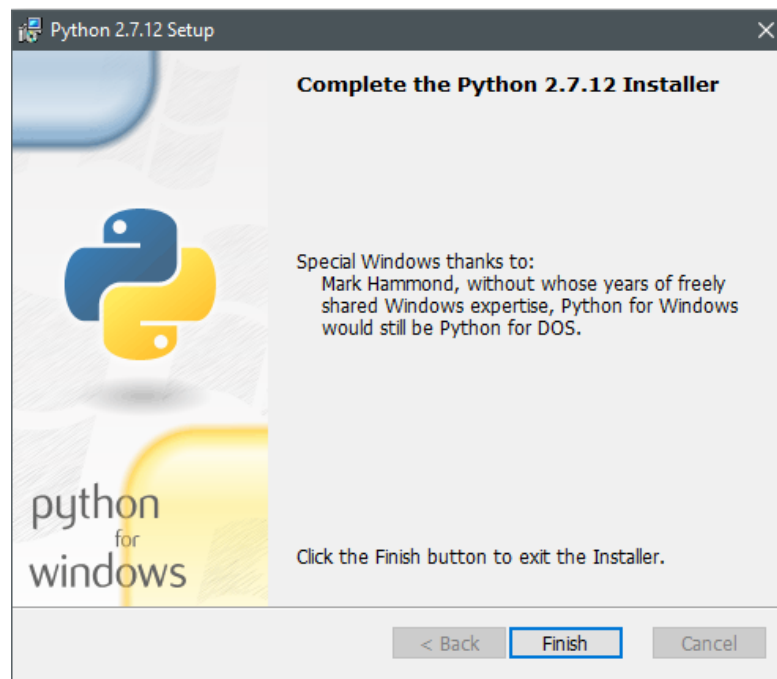 Python 2.7.12 Setup
Complete the Python 2.7.12 Installer
Special Windows thanks to:
Mark Hammond, without whose years of freely
shared Windows expertise, Python for Windows
would still be Python for DOS.
python
for
windows
Click the Finish button to exit the Installer.
< Back
Finish
Cancel